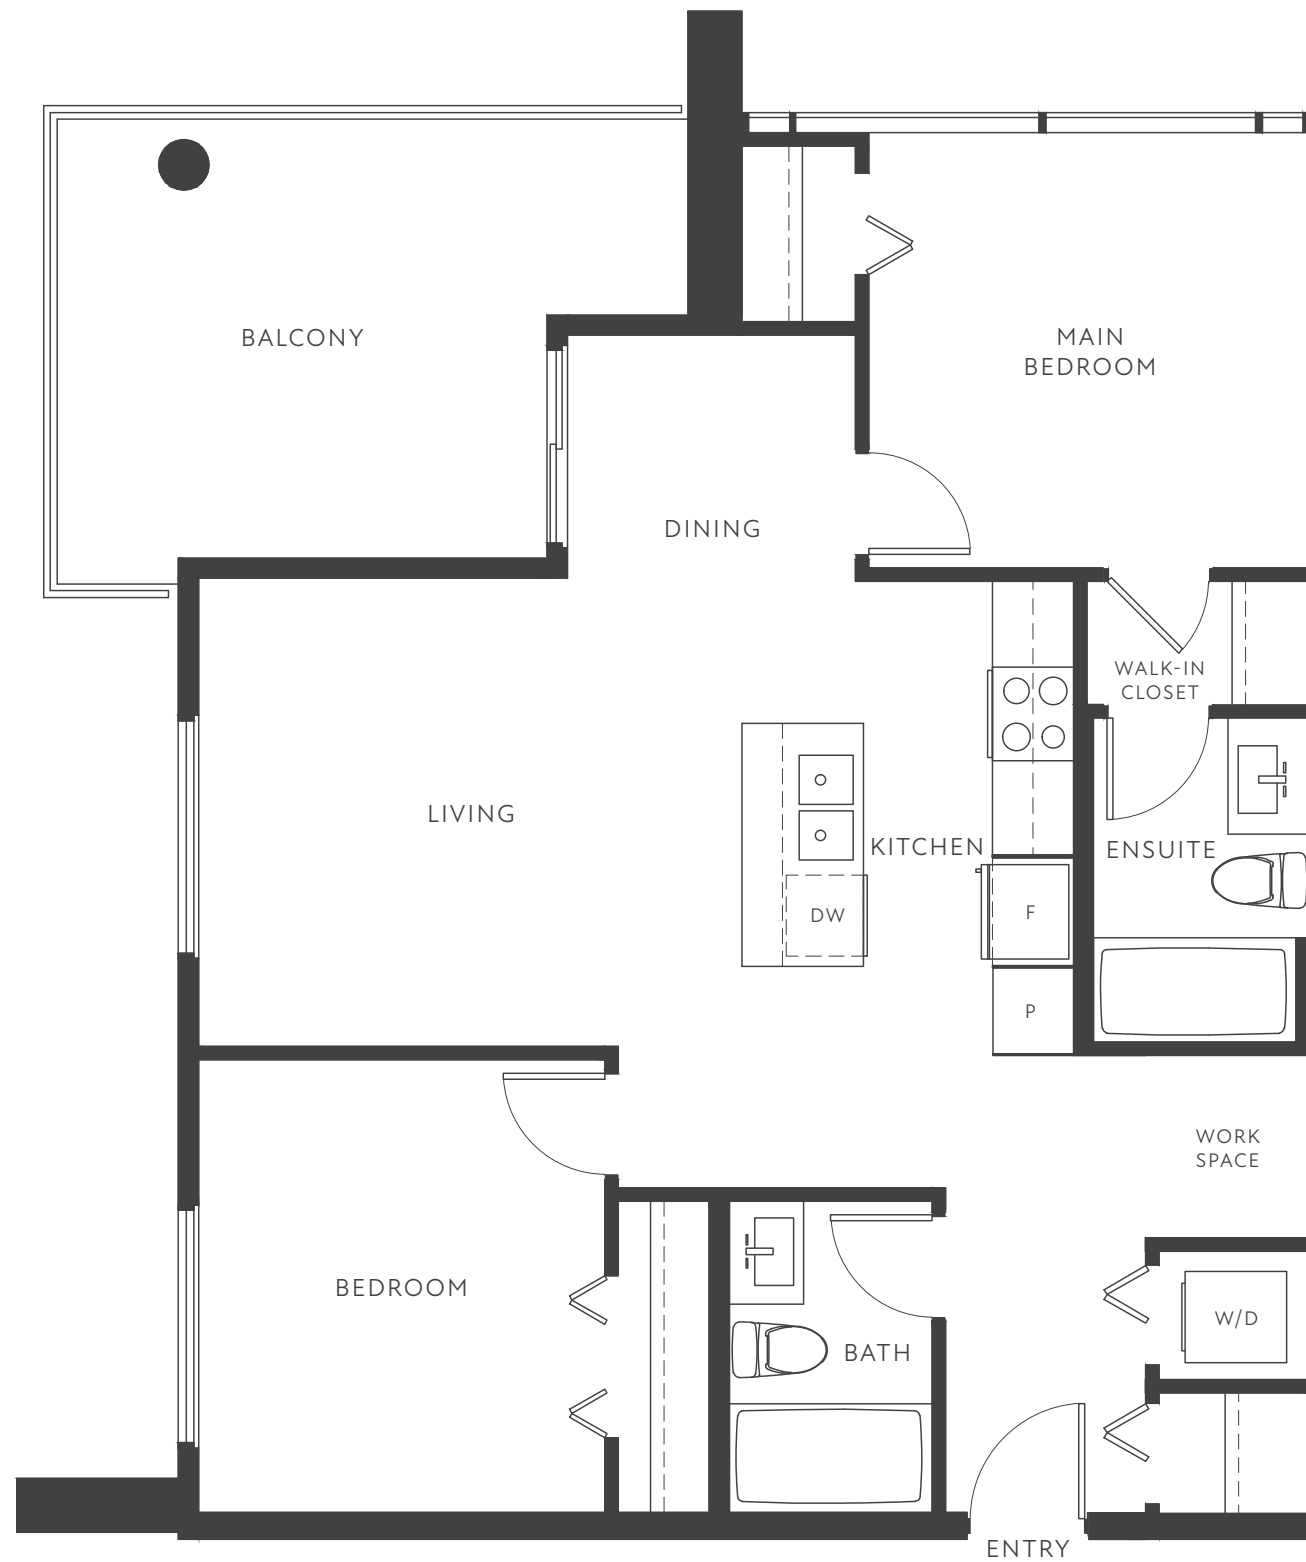 BALCONY
MAIN
BEDROOM
DINING
WALK-IN
CLOSET
LIVING
KITCHEN
ENSUITE
DW
F
P
WORK
SPACE
BEDROOM
W/D
BATH
ENTRY